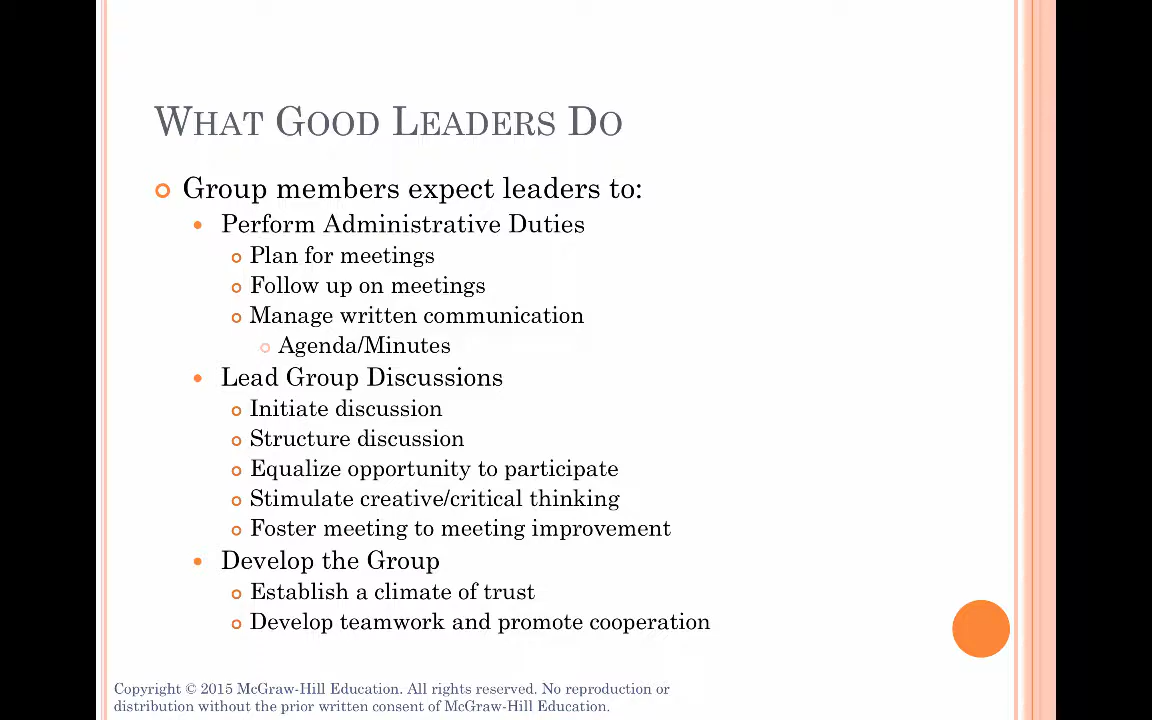 What Good Leaders Do
Group members expect leaders to:
Perform Administrative Duties
Plan for meetings
Follow up on meetings
Manage written communication
Agenda/Minutes
Lead Group Discussions
Initiate discussion
Structure discussion
Equalize opportunity to participate
Stimulate creative/critical thinking
Foster meeting to meeting improvement
Develop the Group
Establish a climate of trust
Develop teamwork and promote cooperation
Copyright © 2015 McGraw-Hill Education. All rights reserved. No reproduction or
distribution without the prior written consent of McGraw-Hill Education.